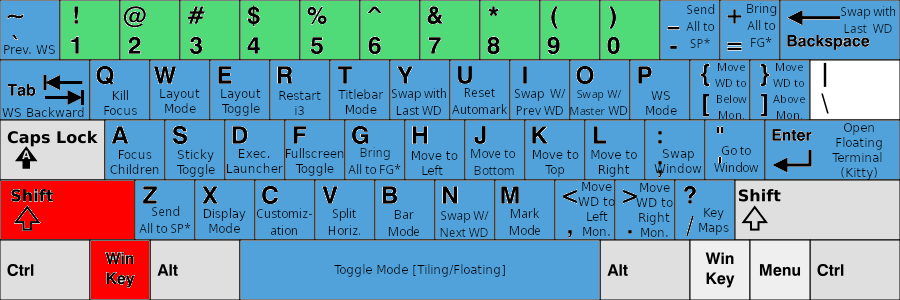 ~ ` Prev. WS
! 1
@ 2
# 3
$ 4
% 5
^ 6
& 7
* 8
( 9
) 0
_ - Send All to SP*
+ = Bring All to FG*
Backspace Swap with Last WD
Tab WS Backward
Q Kill Focus
W Layout Mode
E Layout Toggle
R Restart i3
T Titlebar Mode
Y Swap with Last WD
U Reset Automark
I Swap W/ Prev WD
O Swap W/ Master WD
P WS Mode
{ [ Move WD to Below Mon.
} ] Move WD to Above Mon.
| \
Caps Lock A
A Focus Children
S Sticky Toggle
D Exec. Launcher
F Fullscreen Toggle
G Bring All to FG*
H Move to Left
J Move to Bottom
K Move to Top
L Move to Right
: ; Swap Window
" ' Go to Window
Enter Open Floating Terminal (Kitty)
Shift
Z Send All to SP*
X Display Mode
C Customiz-ation
V Split Horiz.
B Bar Mode
N Swap W/ Next WD
M Mark Mode
< , Move WD to Left Mon.
> . Move WD to Right Mon.
? / Key Maps
Shift
Ctrl
Win Key
Alt
Toggle Mode [Tiling/Floating]
Alt
Win Key
Menu
Ctrl